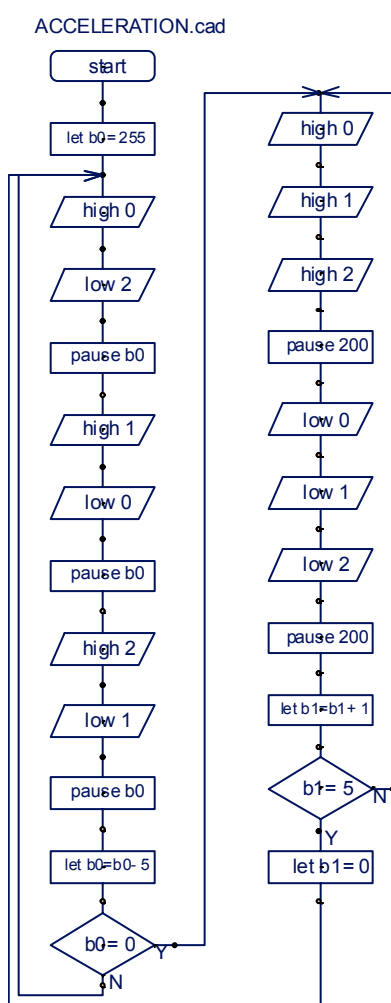 ACCELERATION.cad
start
let b0=255
high 0
low 2
pause b0
high 1
low 0
pause b0
high 2
low 1
pause b0
let b0=b0-5
b0=0
Y
N
high 0
high 1
high 2
pause 200
low 0
low 1
low 2
pause 200
let b1=b1+1
b1=5
N
Y
let b1=0